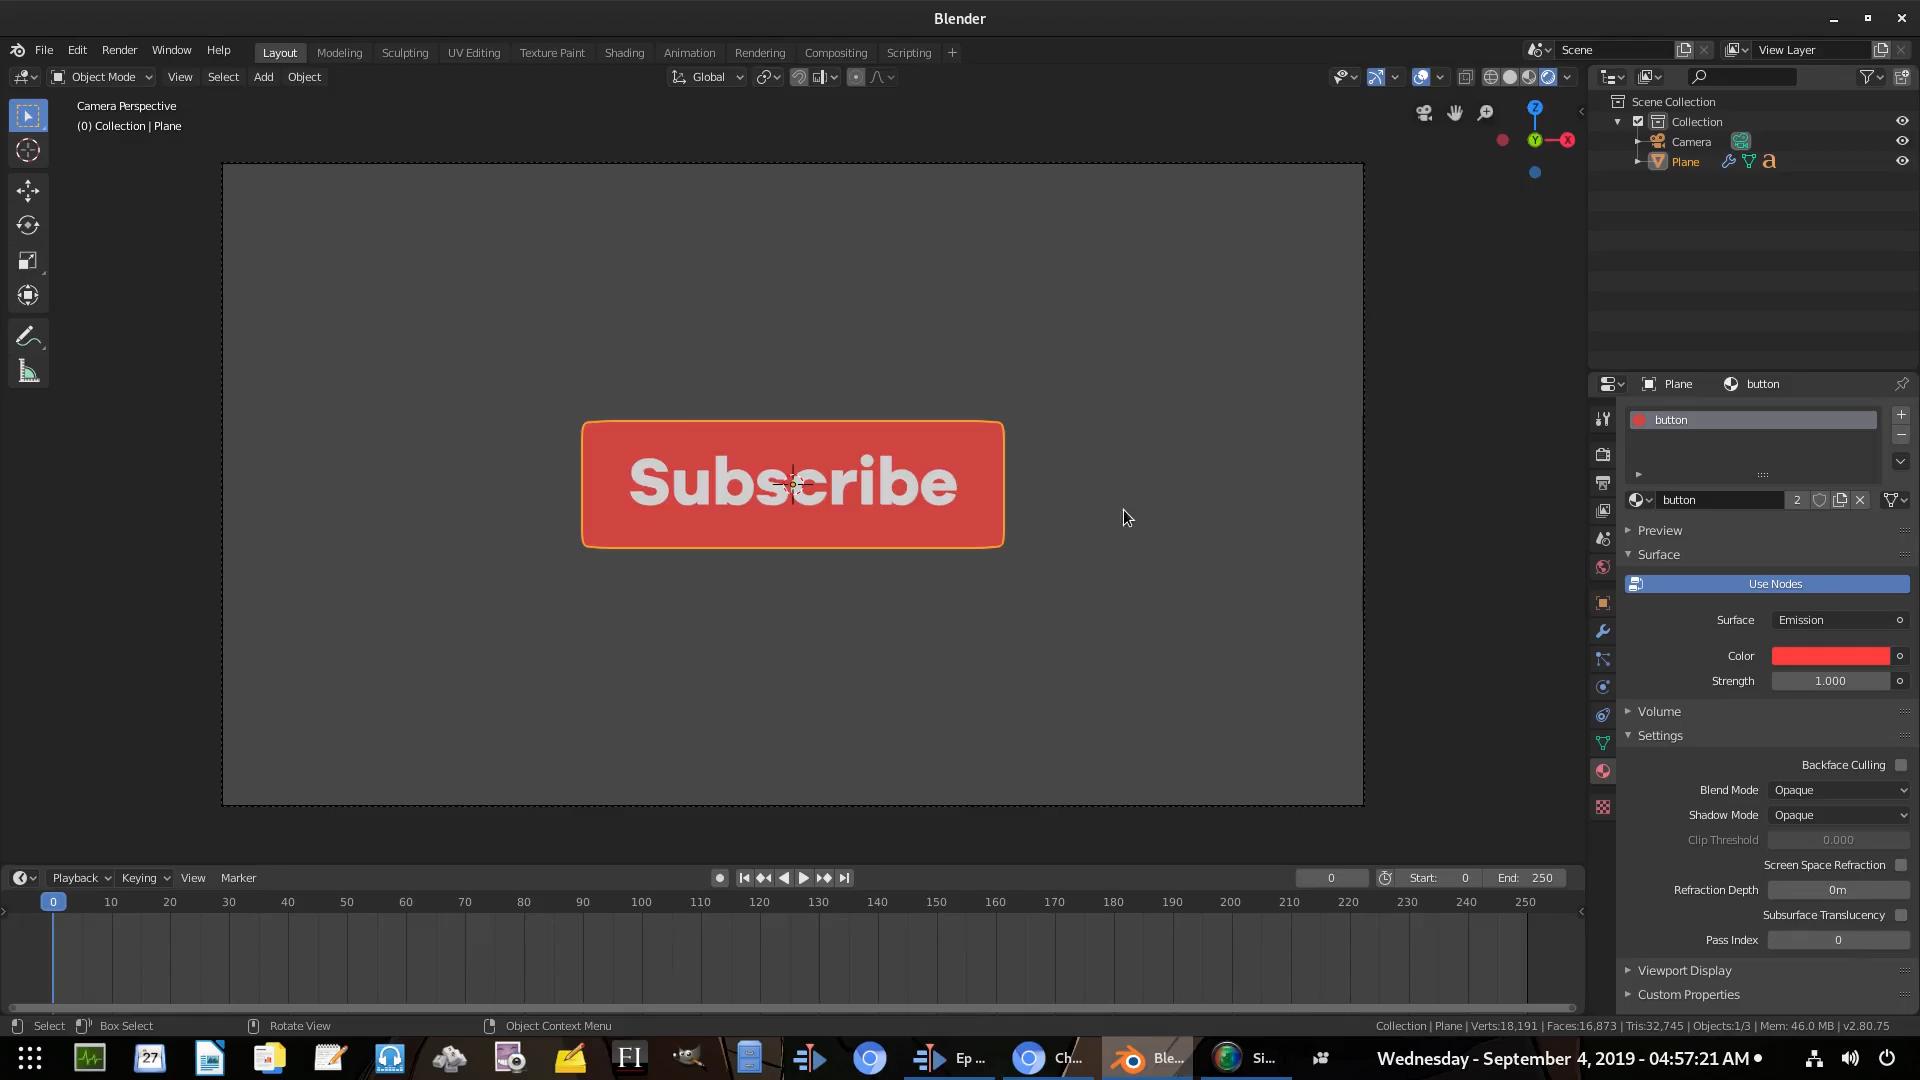 Blender
File Edit Render Window Help
Layout Modeling Sculpting UV Editing Texture Paint Shading Animation Rendering Compositing Scripting +
Scene View Layer
Object Mode View Select Add Object Global
Camera Perspective
(0) Collection | Plane
Z
Y
X
Subscribe
Scene Collection
Collection
Camera
Plane
Plane button
button
button 2
Preview
Surface
Use Nodes
Surface Emission
Color
Strength 1.000
Volume
Settings
Backface Culling
Blend Mode Opaque
Shadow Mode Opaque
Clip Threshold 0.000
Screen Space Refraction
Refraction Depth 0m
Subsurface Translucency
Pass Index 0
Viewport Display
Custom Properties
Playback Keying View Marker 0 Start: 0 End: 250
0 10 20 30 40 50 60 70 80 90 100 110 120 130 140 150 160 170 180 190 200 210 220 230 240 250
Select Box Select Rotate View Object Context Menu Collection | Plane | Verts:18,191 | Faces:16,873 | Tris:32,745 | Objects:1/3 | Mem: 46.0 MB | v2.80.75
27 FI Ep ... Ch... Ble... Si... Wednesday - September 4, 2019 - 04:57:21 AM